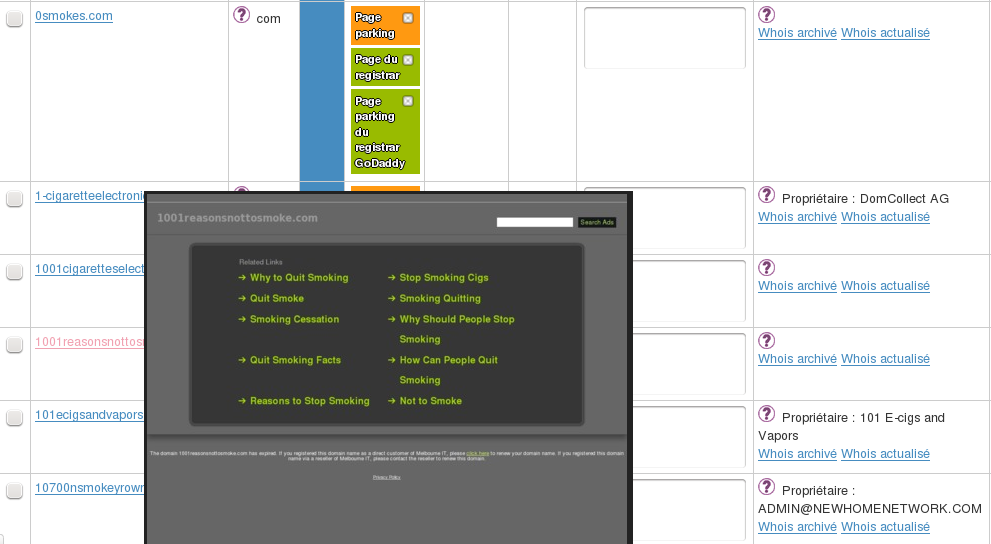 0smokes.com
? com
Page parking
Page du registrar
Page parking du registrar GoDaddy
?
Whois archivé Whois actualisé
1-cigaretteelectroni
? Propriétaire : DomCollect AG
Whois archivé Whois actualisé
1001cigaretteselect
?
Whois archivé Whois actualisé
1001reasonsnottos
?
Whois archivé Whois actualisé
101ecigsandvapors
? Propriétaire : 101 E-cigs and
Vapors
Whois archivé Whois actualisé
10700nsmokeyrow
? Propriétaire :
ADMIN@NEWHOMENETWORK.COM
Whois archivé Whois actualisé
1001reasonsnottosmoke.com
Search Ads
Related Links
→ Why to Quit Smoking
→ Stop Smoking Cigs
→ Quit Smoke
→ Smoking Quitting
→ Smoking Cessation
→ Why Should People Stop
Smoking
→ Quit Smoking Facts
→ How Can People Quit
Smoking
→ Reasons to Stop Smoking
→ Not to Smoke
The domain 1001reasonsnottosmoke.com has expired. If you registered this domain name as a direct customer of Melbourne IT, please click here to renew your domain name. If you registered this domain
name via a reseller of Melbourne IT, please contact the reseller to renew this domain.
Privacy Policy